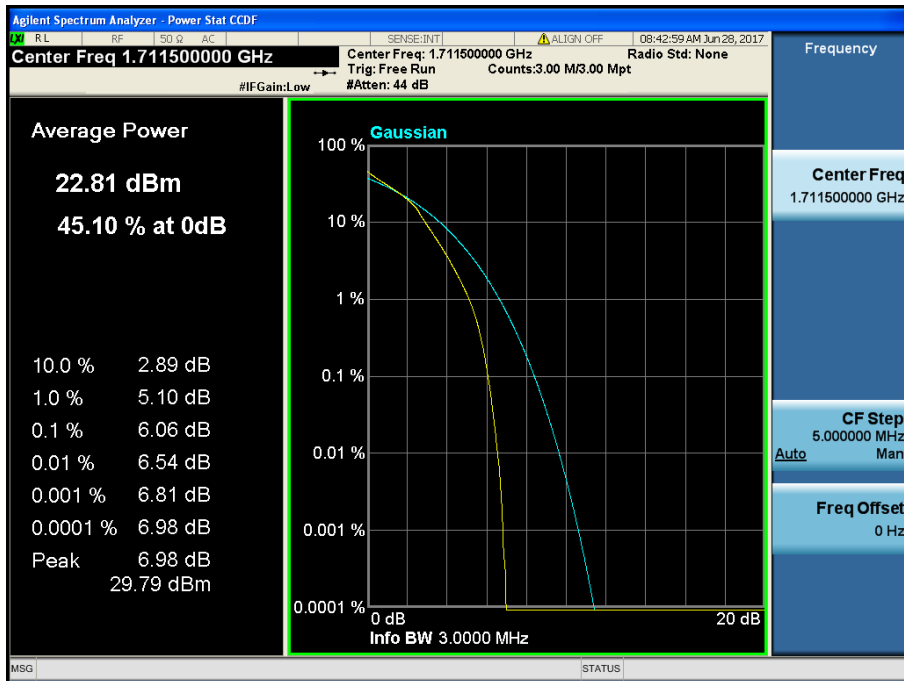 Agilent Spectrum Analyzer - Power Stat CCDF
LXI RL RF 50 Ω AC SENSE:INT ALIGN OFF 08:42:59 AM Jun 28, 2017
Center Freq 1.711500000 GHz
Center Freq: 1.711500000 GHz Radio Std: None
Trig: Free Run Counts:3.00 M/3.00 Mpt
#IFGain:Low #Atten: 44 dB
Frequency
Average Power
22.81 dBm
45.10 % at 0dB
10.0 % 2.89 dB
1.0 % 5.10 dB
0.1 % 6.06 dB
0.01 % 6.54 dB
0.001 % 6.81 dB
0.0001 % 6.98 dB
Peak 6.98 dB
29.79 dBm
Gaussian
100 %
10 %
1 %
0.1 %
0.01 %
0.001 %
0.0001 %
0 dB 20 dB
Info BW 3.0000 MHz
Center Freq
1.711500000 GHz
CF Step
5.000000 MHz
Auto Man
Freq Offset
0 Hz
MSG STATUS